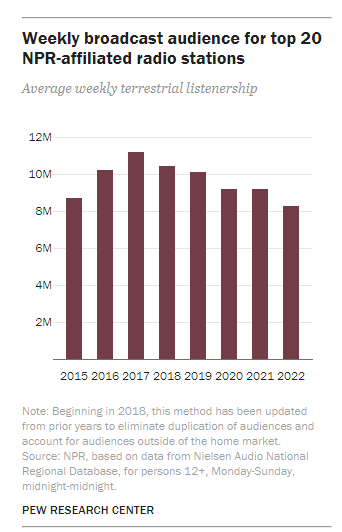 Weekly broadcast audience for top 20
NPR-affiliated radio stations
Average weekly terrestrial listenership
12M
10M
8M
6M
4M
2M
2015 2016 2017 2018 2019 2020 2021 2022
Note: Beginning in 2018, this method has been updated
from prior years to eliminate duplication of audiences and
account for audiences outside of the home market.
Source: NPR, based on data from Nielsen Audio National
Regional Database, for persons 12+, Monday-Sunday,
midnight-midnight.
PEW RESEARCH CENTER